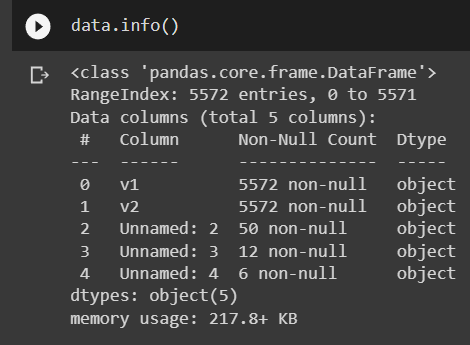 data.info()
<class 'pandas.core.frame.DataFrame'>
RangeIndex: 5572 entries, 0 to 5571
Data columns (total 5 columns):
 #   Column      Non-Null Count  Dtype
---  ------      --------------  -----
 0   v1          5572 non-null   object
 1   v2          5572 non-null   object
 2   Unnamed: 2  50 non-null     object
 3   Unnamed: 3  12 non-null     object
 4   Unnamed: 4  6 non-null      object
dtypes: object(5)
memory usage: 217.8+ KB